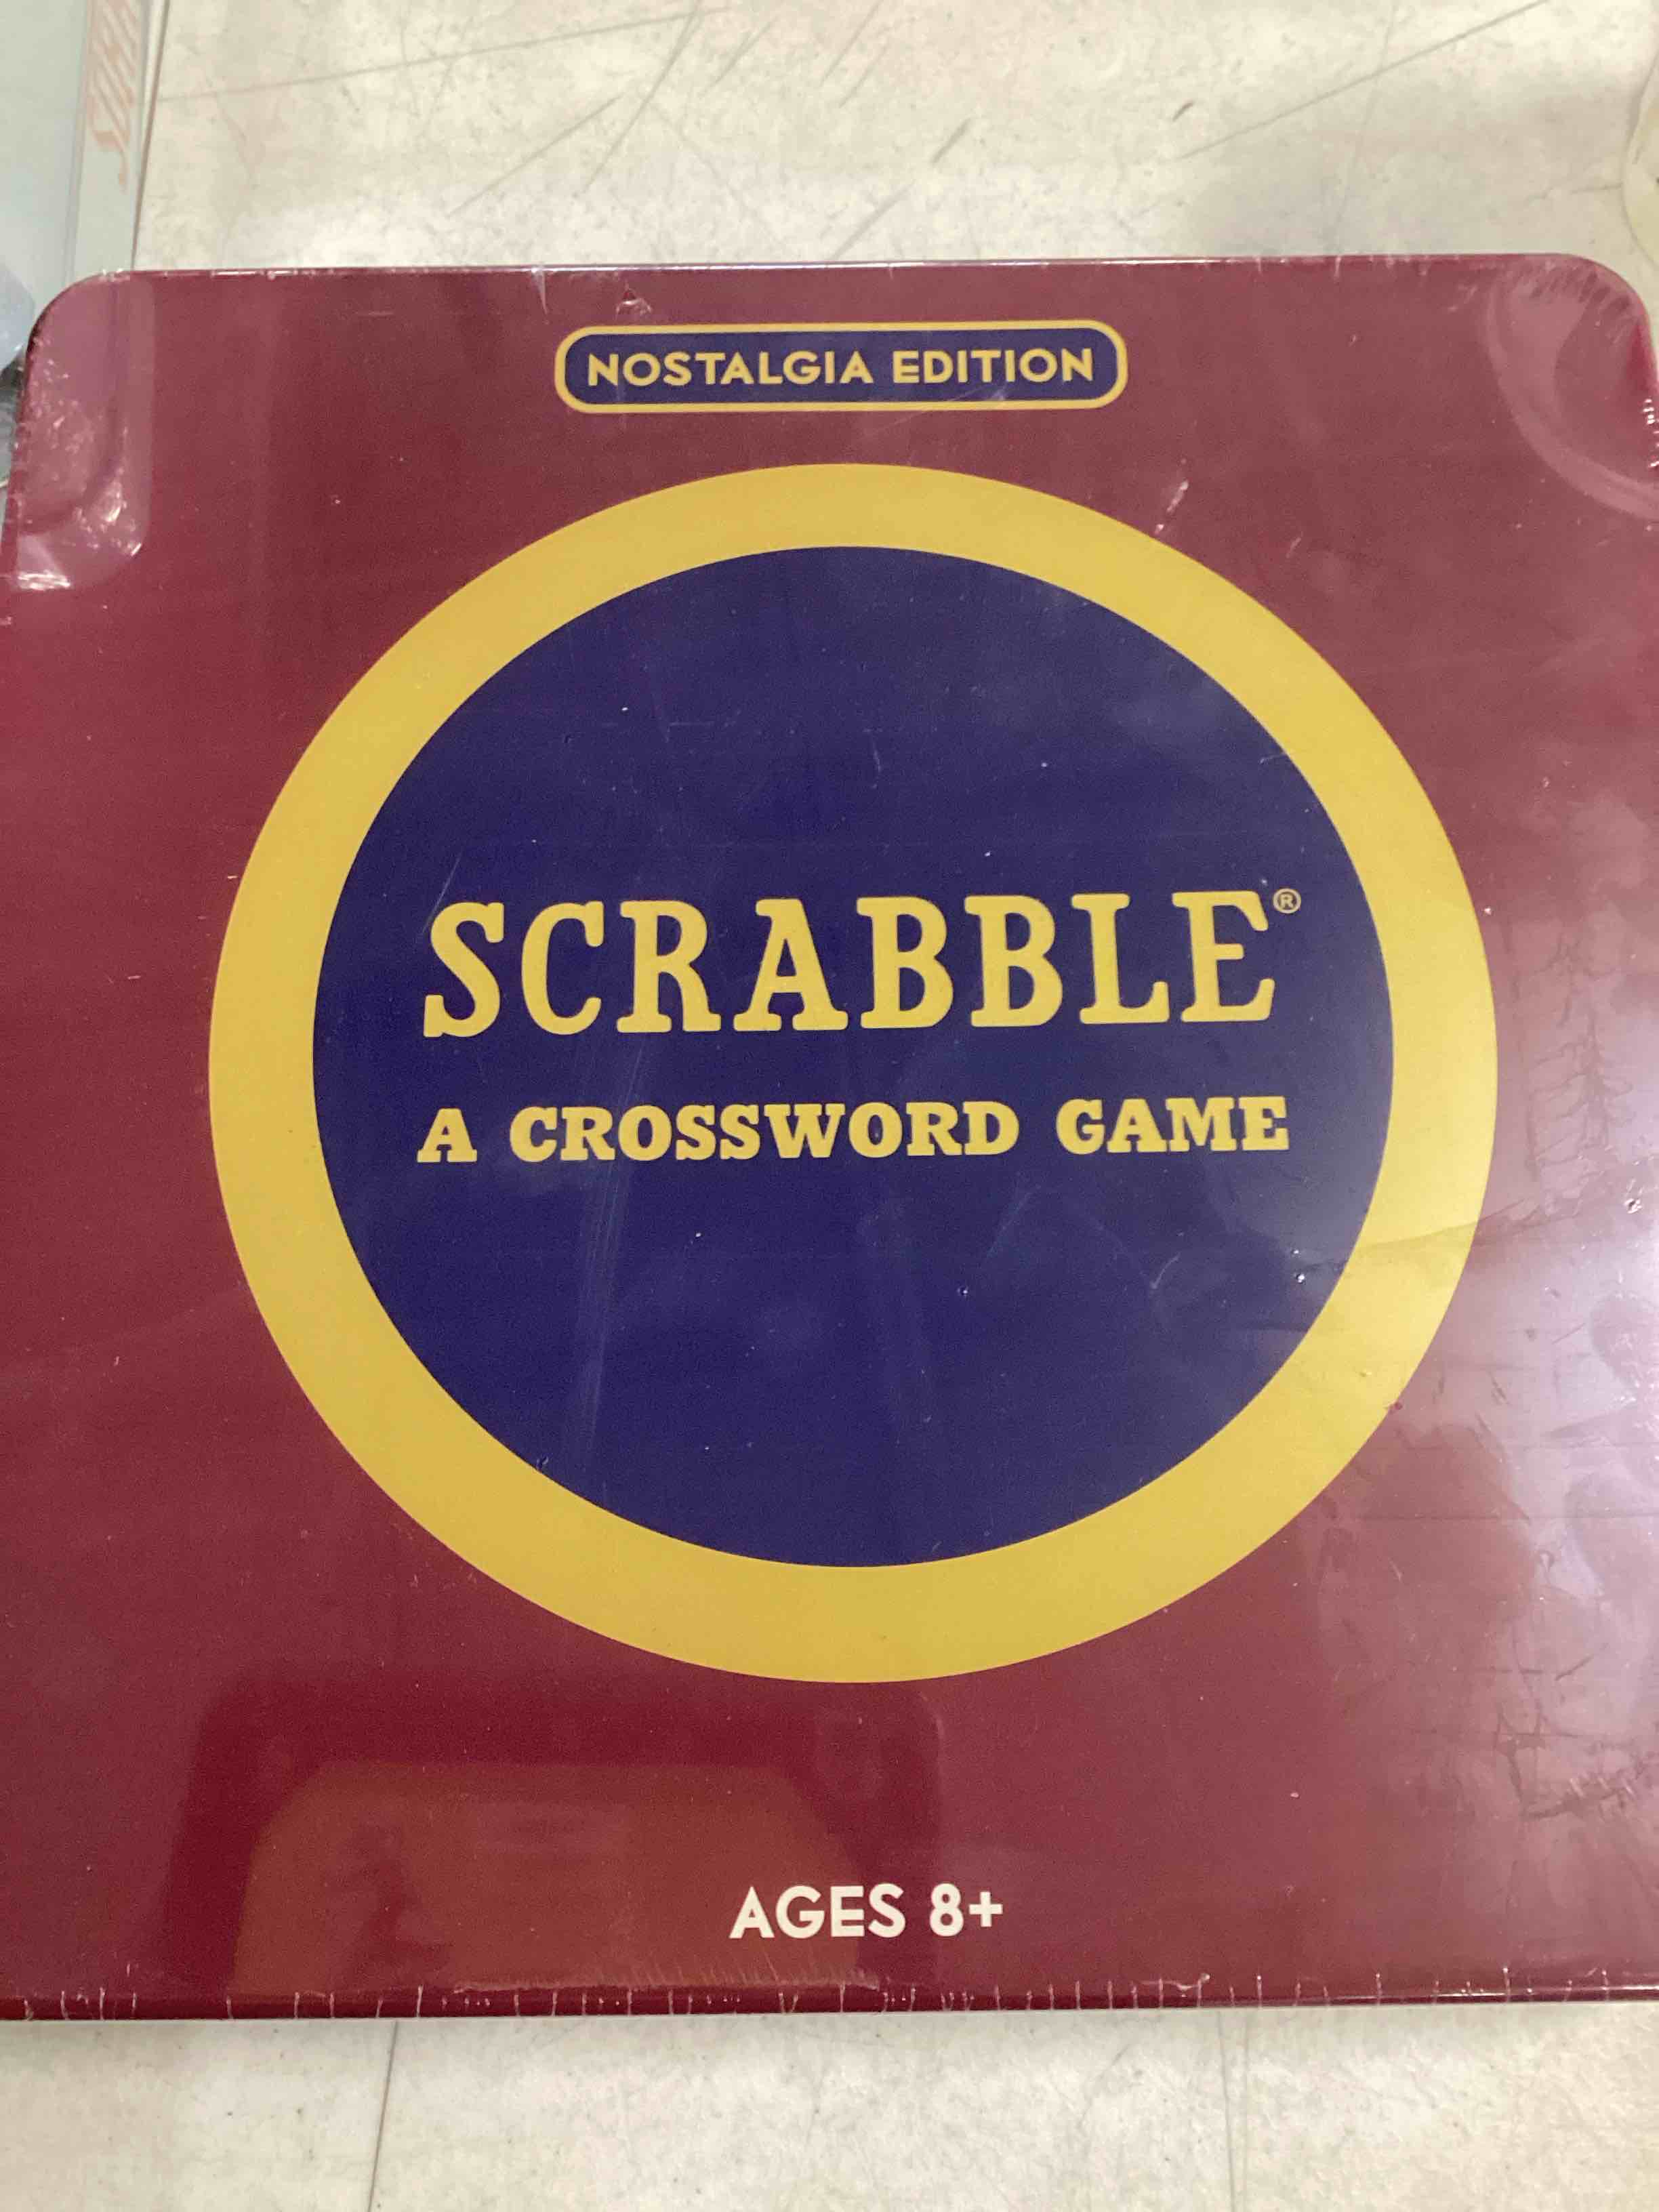 NOSTALGIA EDITION
SCRABBLE®
A CROSSWORD GAME
AGES 8+